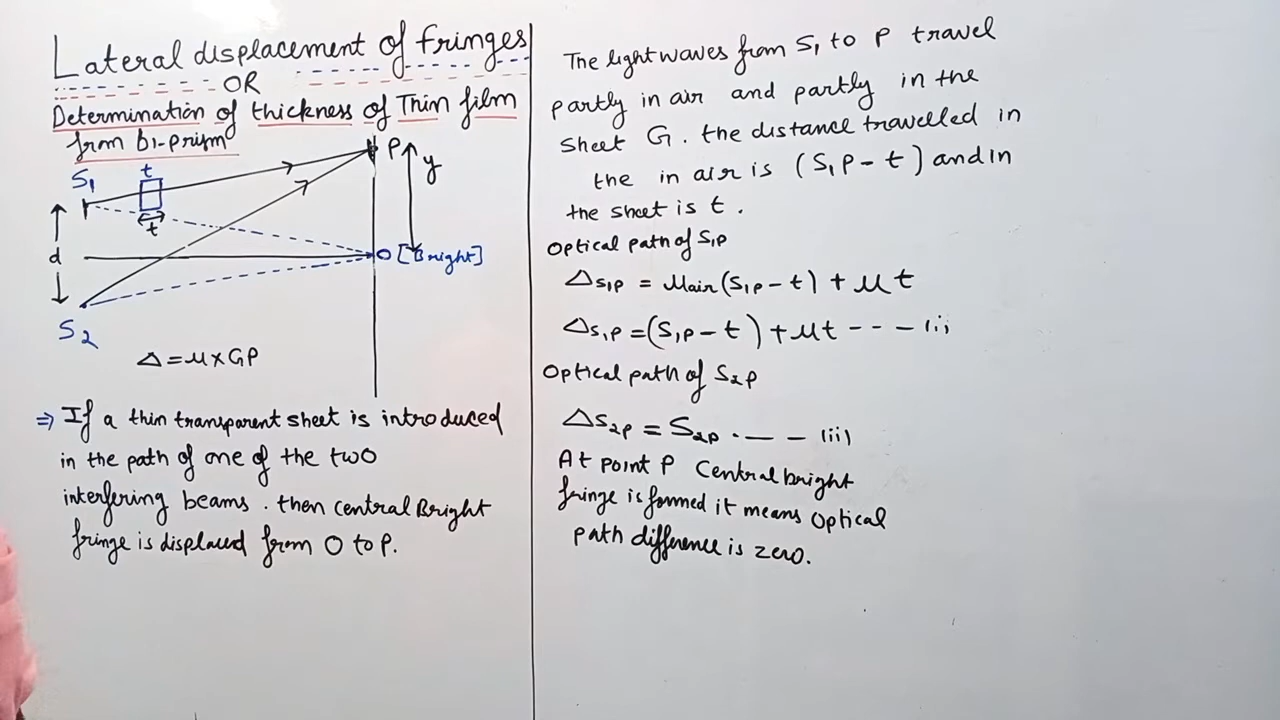 Lateral displacement of fringes
OR
Determination of thickness of Thin film
from bi-prism
t
P
y
S1
t
d
O [Bright]
S2
Δ = μ × GP
⇒ If a thin transparent sheet is introduced
in the path of one of the two
interfering beams. then central Bright
fringe is displaced from O to P.
The light waves from S1 to P travel
partly in air and partly in the
sheet G. the distance travelled in
the in air is (S1P - t) and in
the sheet is t.
Optical path of S1P
ΔS1P = μair(S1P - t) + μt
ΔS1P = (S1P - t) + μt --- (i)
Optical path of S2P
ΔS2P = S2P --- (ii)
At point P Central bright
fringe is formed it means optical
path difference is zero.